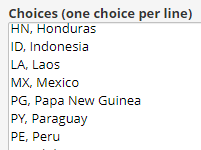 Choices (one choice per line)
HN, Honduras
ID, Indonesia
LA, Laos
MX, Mexico
PG, Papa New Guinea
PY, Paraguay
PE, Peru